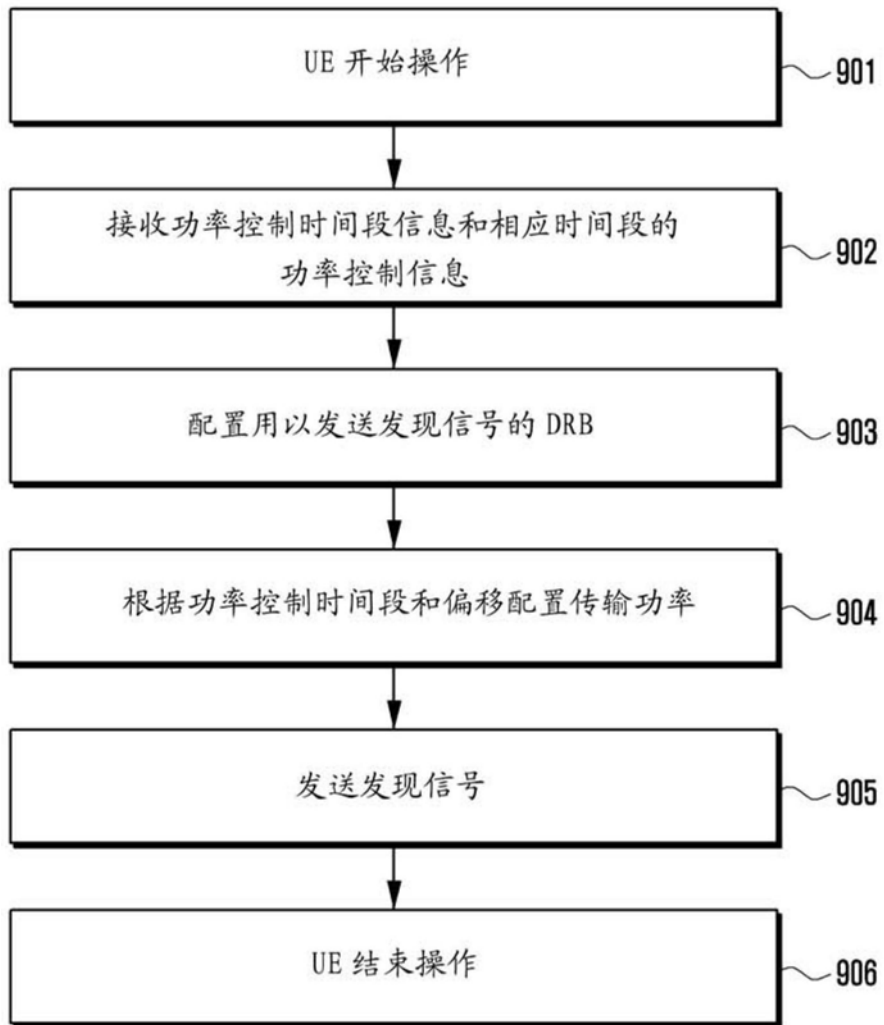 UE 开始操作
901
接收功率控制时间段信息和相应时间段的
功率控制信息
902
配置用以发送发现信号的 DRB
903
根据功率控制时间段和偏移配置传输功率
904
发送发现信号
905
UE 结束操作
906